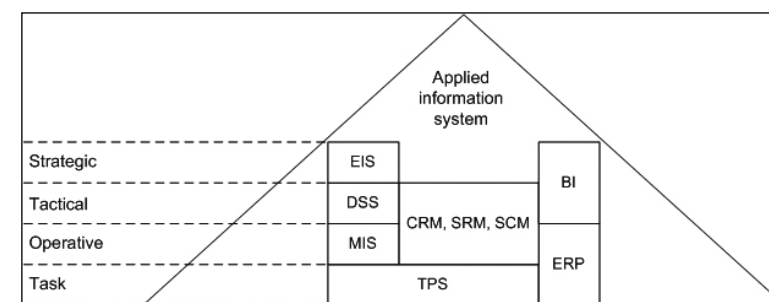 Applied
information
system
Strategic
EIS
BI
Tactical
DSS
CRM, SRM, SCM
Operative
MIS
ERP
Task
TPS